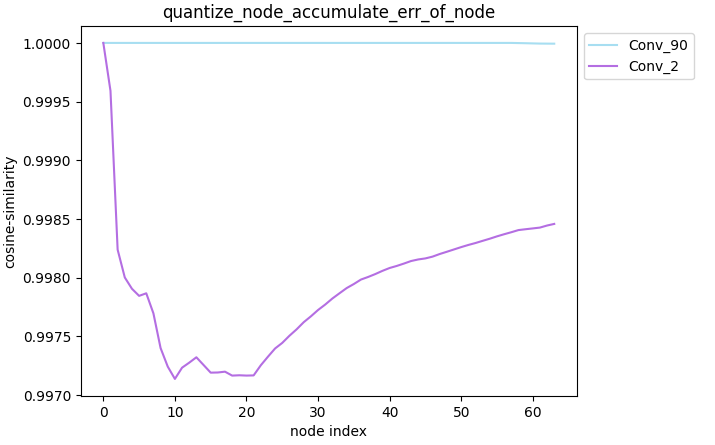 quantize_node_accumulate_err_of_node
1.0000
0.9995
0.9990
0.9985
0.9980
0.9975
0.9970
cosine-similarity
0 10 20 30 40 50 60
node index
Conv_90
Conv_2